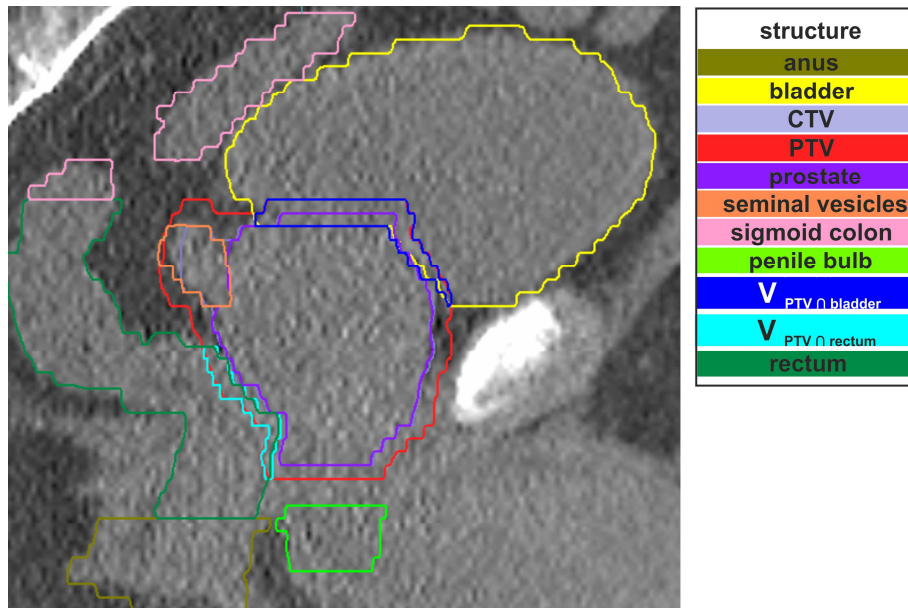 structure
anus
bladder
CTV
PTV
prostate
seminal vesicles
sigmoid colon
penile bulb
V PTV ∩ bladder
V PTV ∩ rectum
rectum